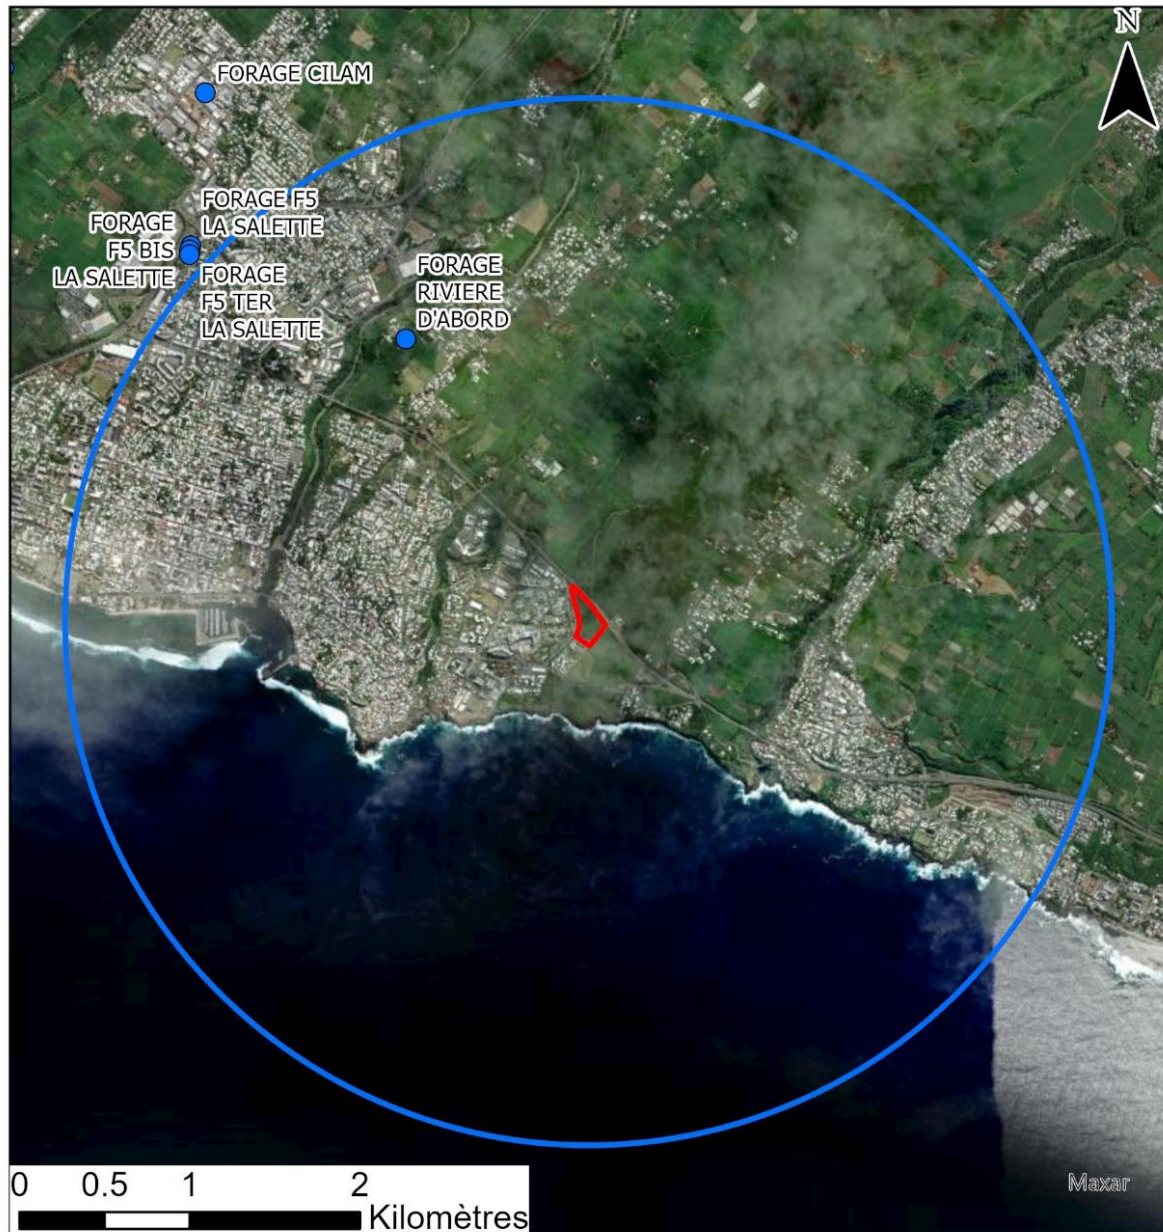 N
FORAGE CILAM
FORAGE F5
LA SALETTE
FORAGE
F5 BIS
LA SALETTE
FORAGE
F5 TER
LA SALETTE
FORAGE
RIVIERE
D'ABORD
0 0.5 1 2
Kilomètres
Maxar